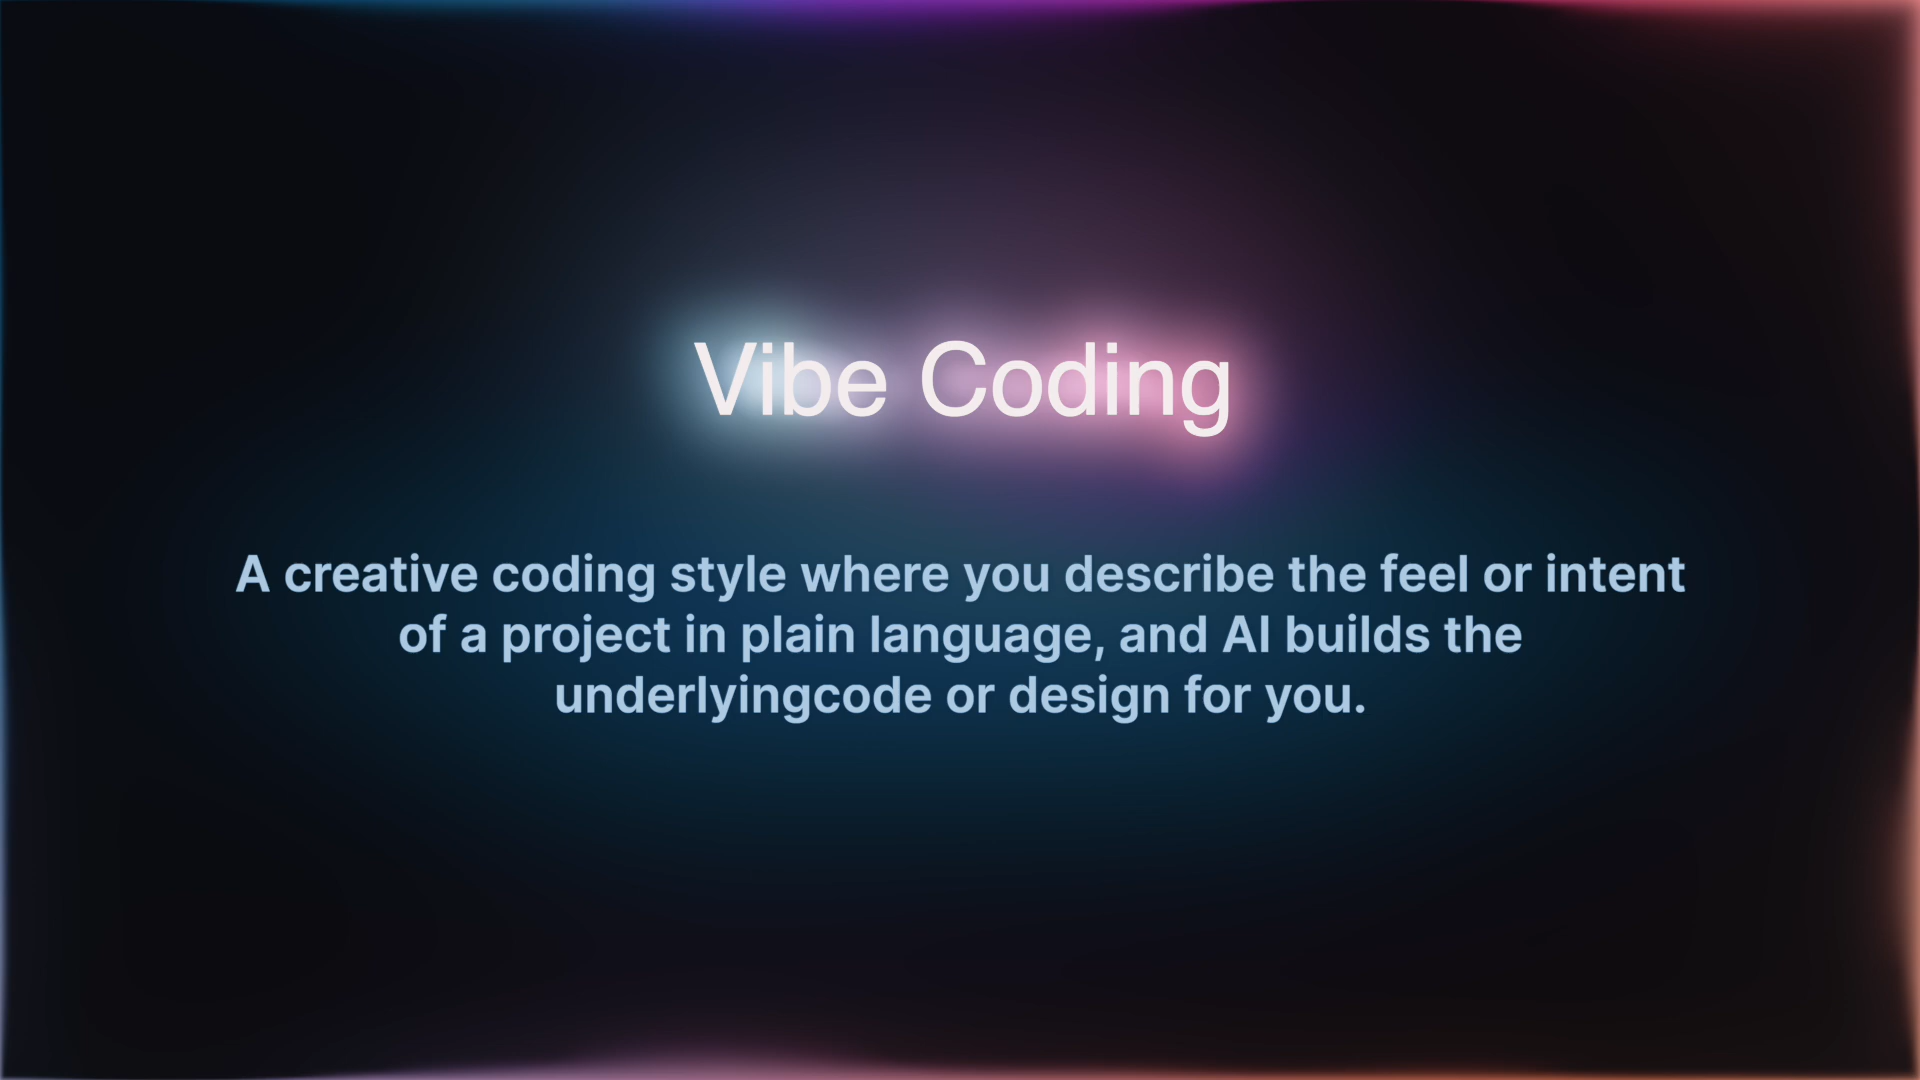 Vibe Coding
A creative coding style where you describe the feel or intent
of a project in plain language, and AI builds the
underlyingcode or design for you.